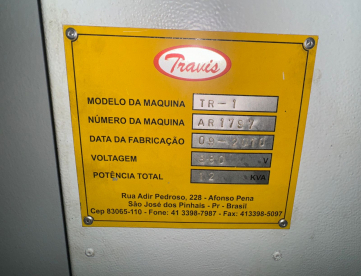 Travis
MODELO DA MAQUINA TR-1
NÚMERO DA MAQUINA
DATA DA FABRICAÇÃO
VOLTAGEM V
POTÊNCIA TOTAL KVA
Rua Adir Pedroso, 228 - Afonso Pena
São José dos Pinhais - Pr - Brasil
Cep 83065-110 - Fone: 41 3398-7987 - Fax: 413398-5097